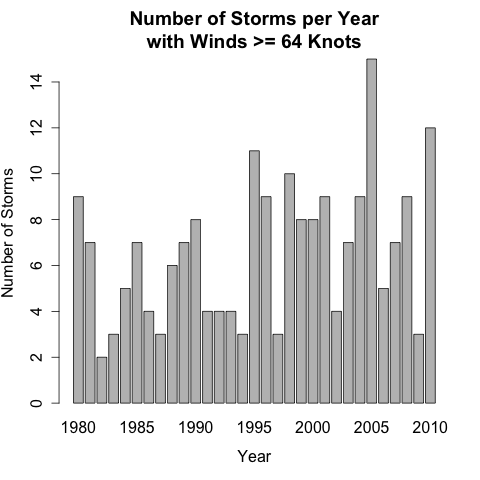 Number of Storms per Year
with Winds >= 64 Knots
Number of Storms
14
12
10
8
6
4
2
0
1980 1985 1990 1995 2000 2005 2010
Year